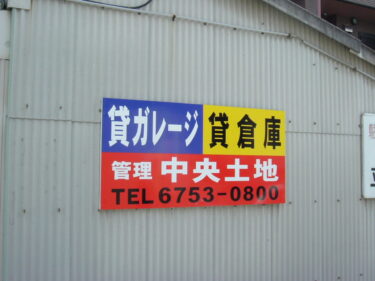 貸ガレージ 貸倉庫
管理 中央土地
TEL 6753-0800